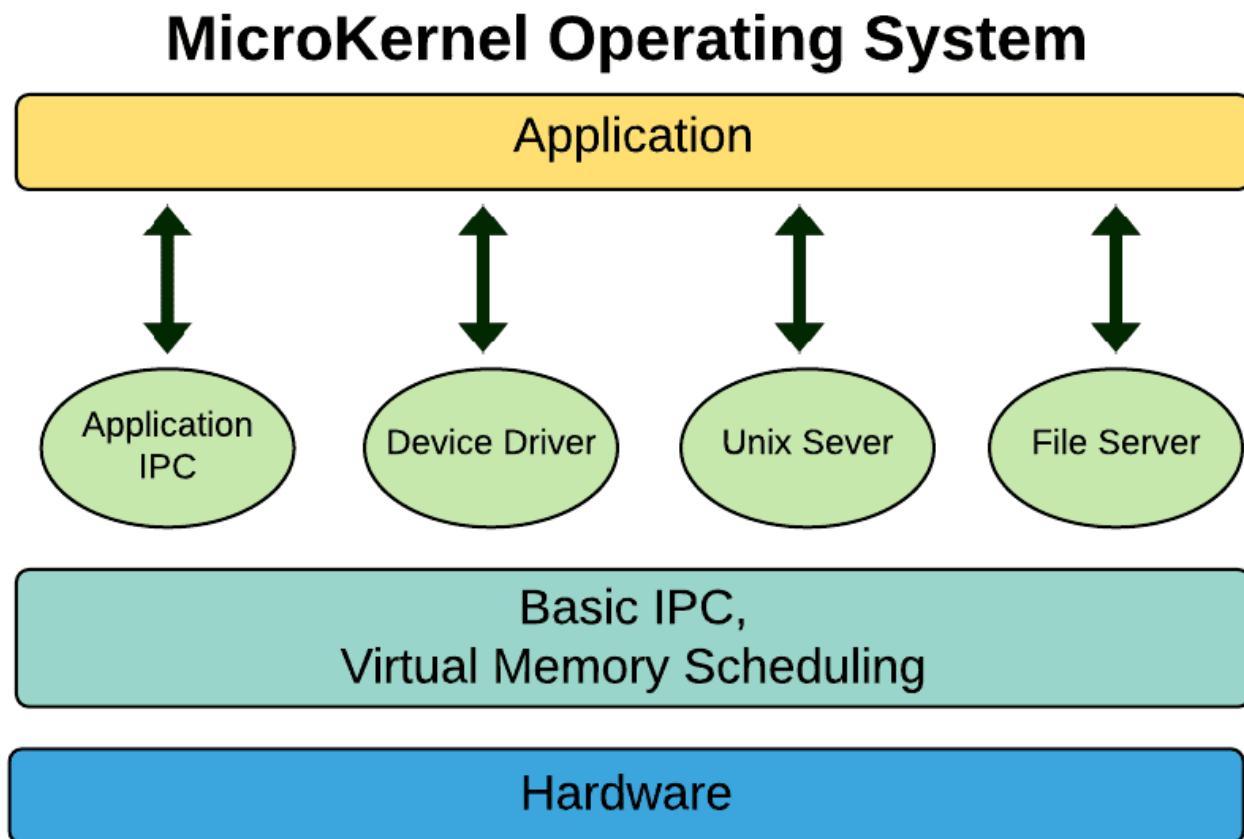 MicroKernel Operating System
Application
Application
IPC
Device Driver
Unix Sever
File Server
Basic IPC,
Virtual Memory Scheduling
Hardware